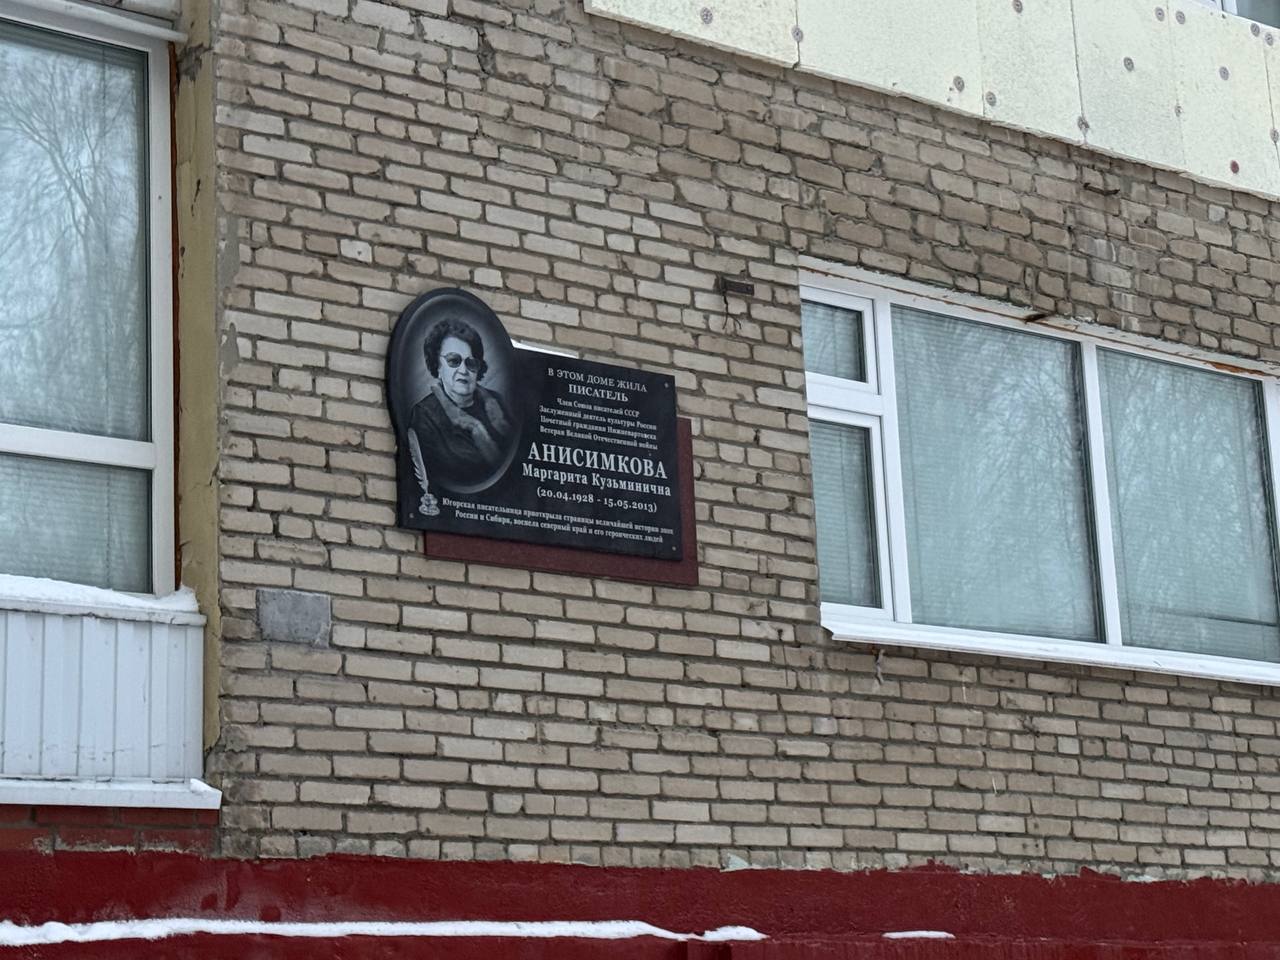 В ЭТОМ ДОМЕ ЖИЛА
ПИСАТЕЛЬ
Член Союза писателей СССР
Заслуженный деятель культуры России
Почетный гражданин Нижневартовска
Ветеран Великой Отечественной войны
АНИСИМКОВА
Маргарита Кузьминична
(20.04.1928 - 15.05.2013)
Югорская писательница приоткрыла страницы величайшей истории эпох
России и Сибири, воспела северный край и его героических людей